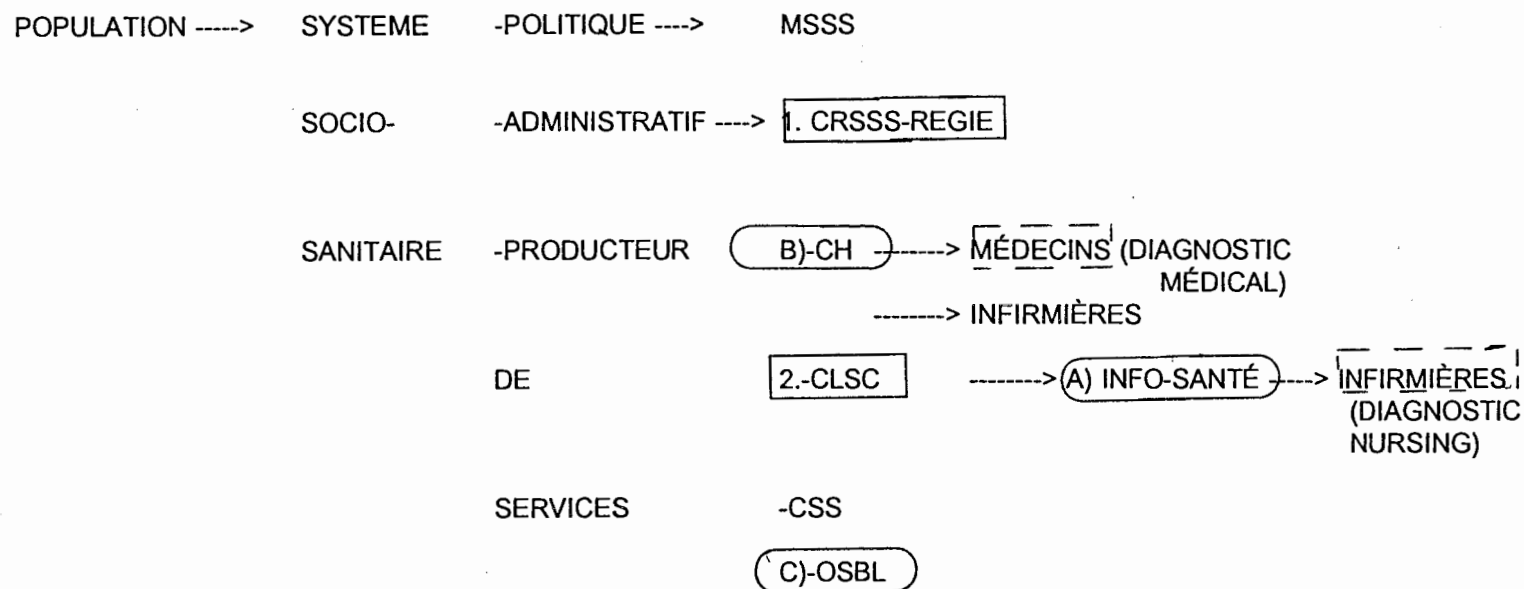 POPULATION -----> SYSTEME -POLITIQUE ----> MSSS
SOCIO- -ADMINISTRATIF ----> 1. CRSSS-REGIE
SANITAIRE -PRODUCTEUR B)-CH --------> MÉDECINS (DIAGNOSTIC
MÉDICAL)
--------> INFIRMIÈRES
DE 2.-CLSC --------> A) INFO-SANTÉ ----> INFIRMIÈRES
(DIAGNOSTIC
NURSING)
SERVICES -CSS
C)-OSBL